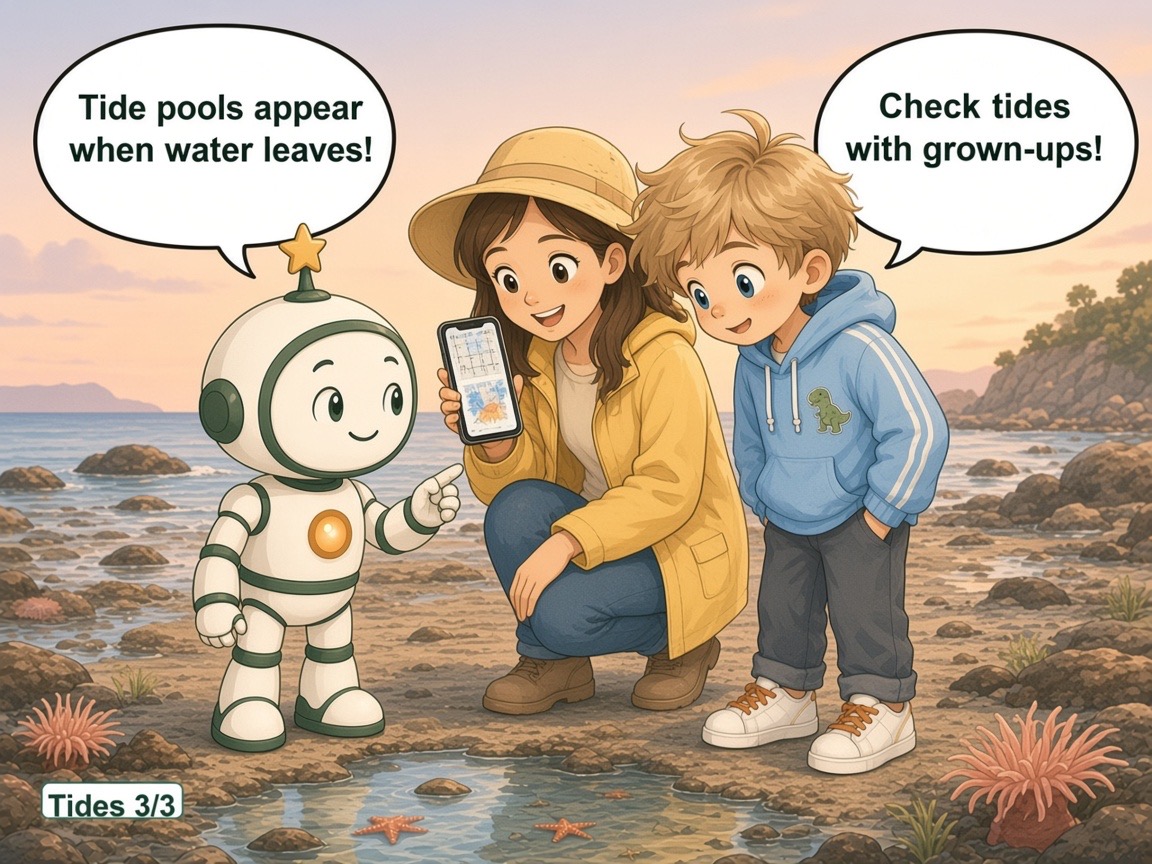 Tide pools appear
when water leaves!
Check tides
with grown-ups!
Tides 3/3